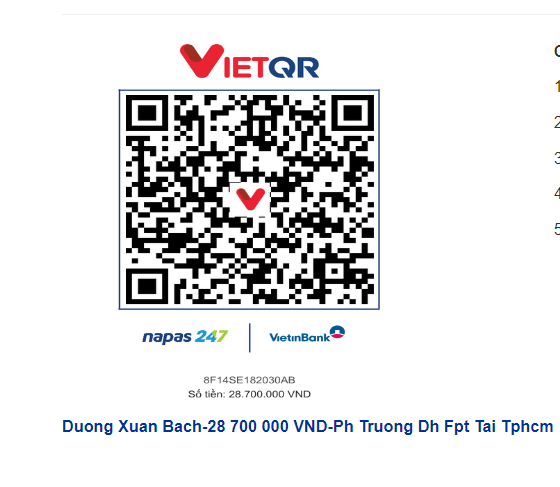 VIETQR
napas 247
VietinBank
8F14SE182030AB
Số tiền: 28.700.000 VND
Duong Xuan Bach-28 700 000 VND-Ph Truong Dh Fpt Tai Tphcm
1
2
3
4
5